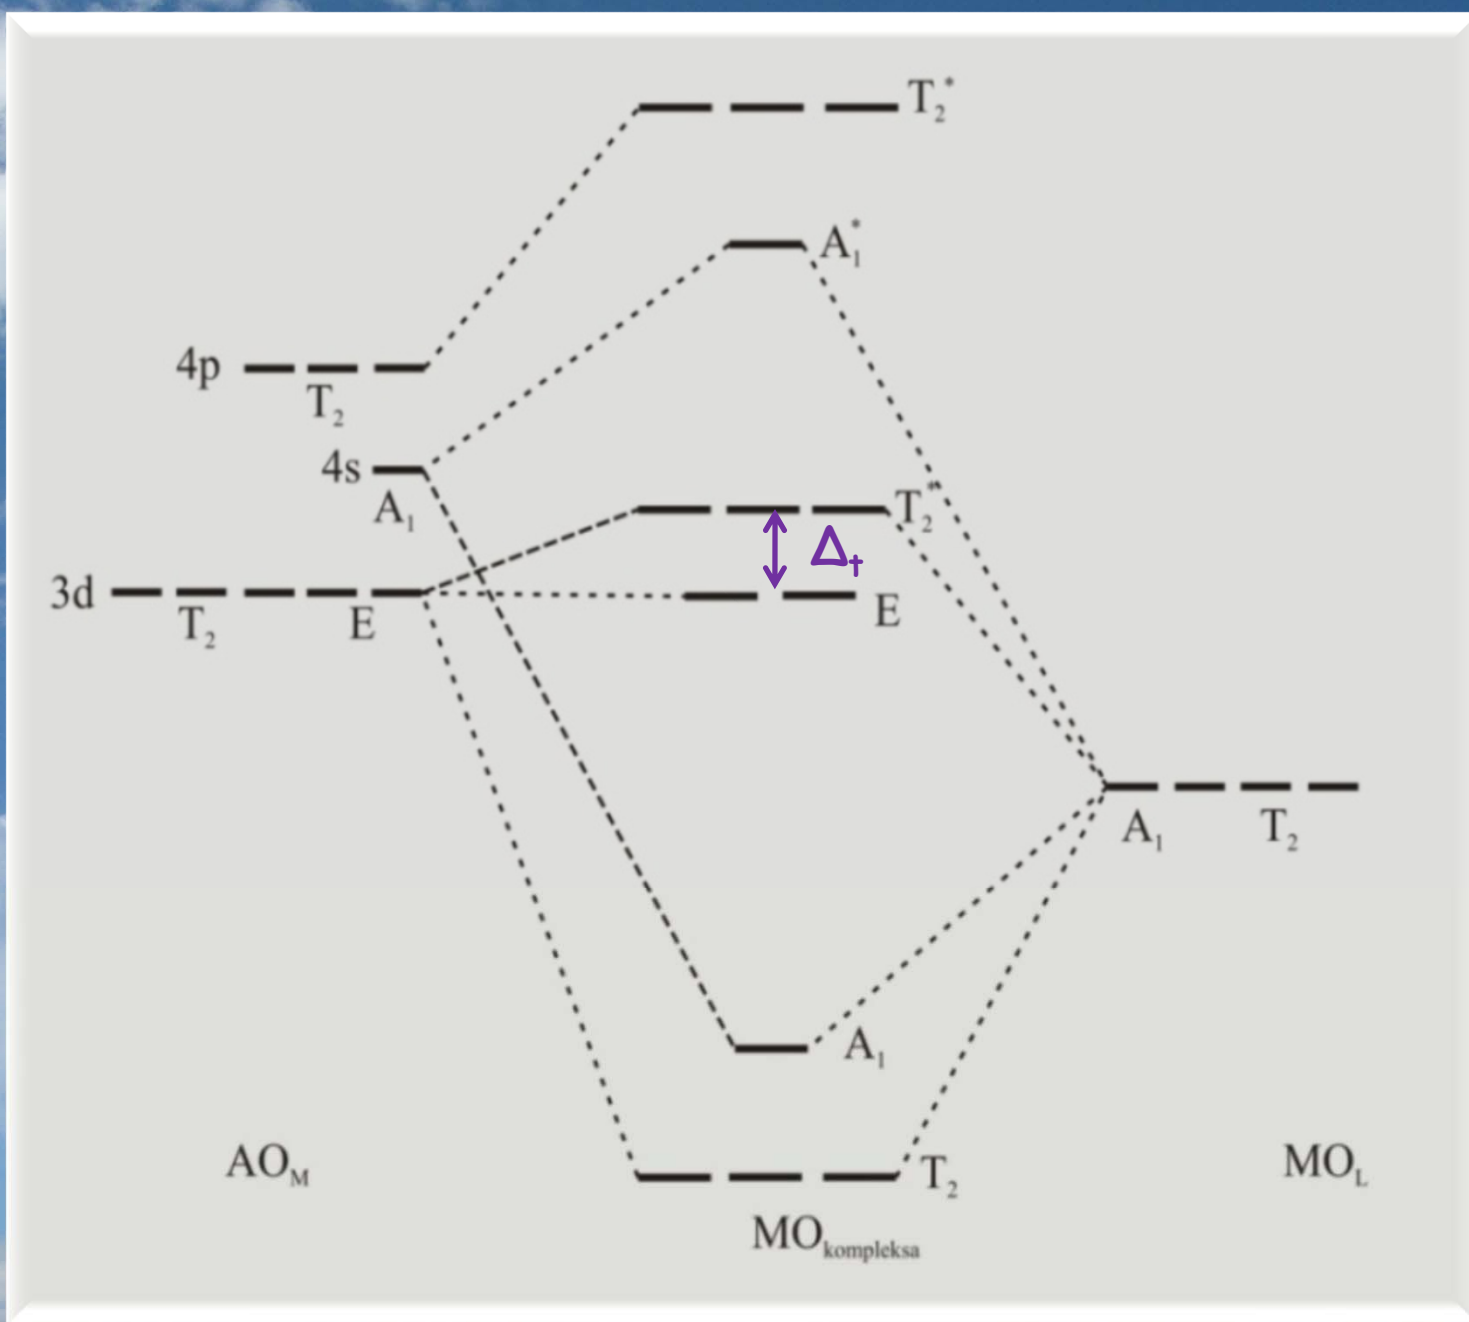 T₂*
A₁*
4p
T₂
4s
A₁
T₂*
Δt
3d
T₂ E
E
A₁ T₂
A₁
AOM
T₂
MOL
MOkompleksa